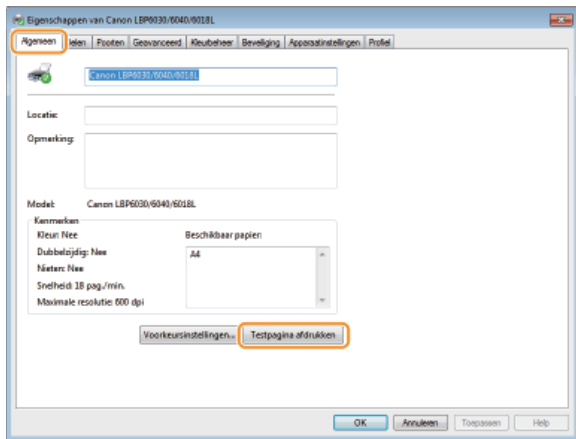 Eigenschappen van Canon LBP6030/6040/6018L
Algemeen Delen Poorten Geavanceerd Kleurbeheer Beveiliging Apparaatinstellingen Profiel
Canon LBP6030/6040/6018L
Locatie:
Opmerking:
Model: Canon LBP6030/6040/6018L
Kenmerken
Kleur: Nee Beschikbaar papier:
Dubbelzijdig: Nee A4
Nieten: Nee
Snelheid: 18 pag./min.
Maximale resolutie: 600 dpi
Voorkeursinstellingen... Testpagina afdrukken
OK Annuleren Toepassen Help